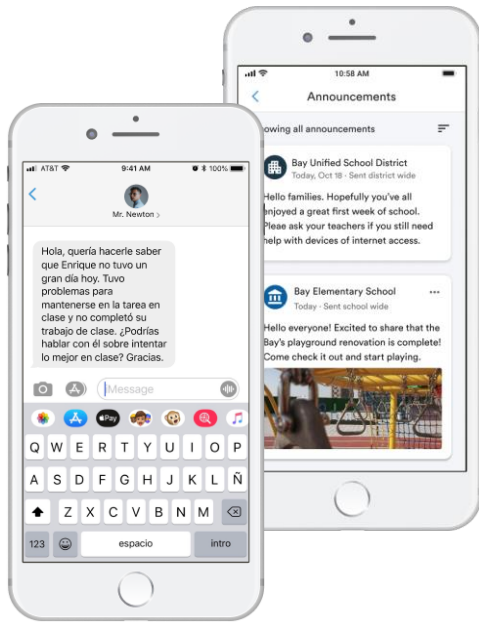 AT&T
9:41 AM
100%
Mr. Newton >
Hola, quería hacerle saber
que Enrique no tuvo un
gran día hoy. Tuvo
problemas para
mantenerse en la tarea en
clase y no completó su
trabajo de clase. ¿Podrías
hablar con él sobre intentar
lo mejor en clase? Gracias.
iMessage
Pay
Q W E R T Y U I O P
A S D F G H J K L Ñ
Z X C V B N M
123 espacio intro
10:58 AM
Announcements
owing all announcements
Bay Unified School District
Today, Oct 18 · Sent district wide
Hello families. Hopefully you've all
enjoyed a great first week of school.
Pleae ask your teachers if you still need
help with devices of internet access.
Bay Elementary School
Today · Sent school wide
Hello everyone! Excited to share that the
Bay's playground renovation is complete!
Come check it out and start playing.